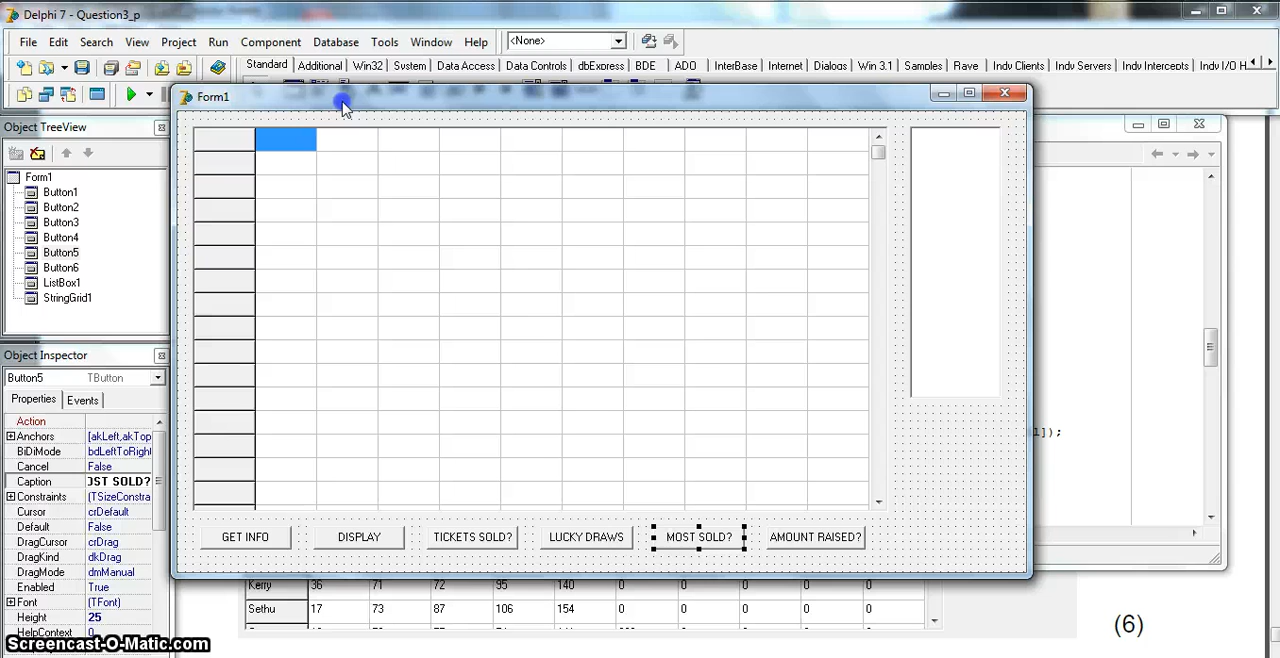 Delphi 7 - Question3_p
File Edit Search View Project Run Component Database Tools Window Help <None>
Standard Additional Win32 System Data Access Data Controls dbExpress BDE ADO InterBase Internet Dialogs Win 3.1 Samples Rave Indy Clients Indy Servers Indy Intercepts Indy I/O H
Form1
Object TreeView
Form1
Button1
Button2
Button3
Button4
Button5
Button6
ListBox1
StringGrid1
Object Inspector
Button5 TButton
Properties Events
Action
Anchors [akLeft,akTop
BiDiMode bdLeftToRight
Cancel False
Caption OST SOLD?
Constraints (TSizeConstra
Cursor crDefault
Default False
DragCursor crDrag
DragKind dkDrag
DragMode dmManual
Enabled True
Font (TFont)
Height 25
HelpContext 0
GET INFO DISPLAY TICKETS SOLD? LUCKY DRAWS MOST SOLD? AMOUNT RAISED?
]);
Kerry 36 71 72 95 140 0 0 0 0 0
Sethu 17 73 87 106 154 0 0 0 0 0
(6)
Screencast-O-Matic.com